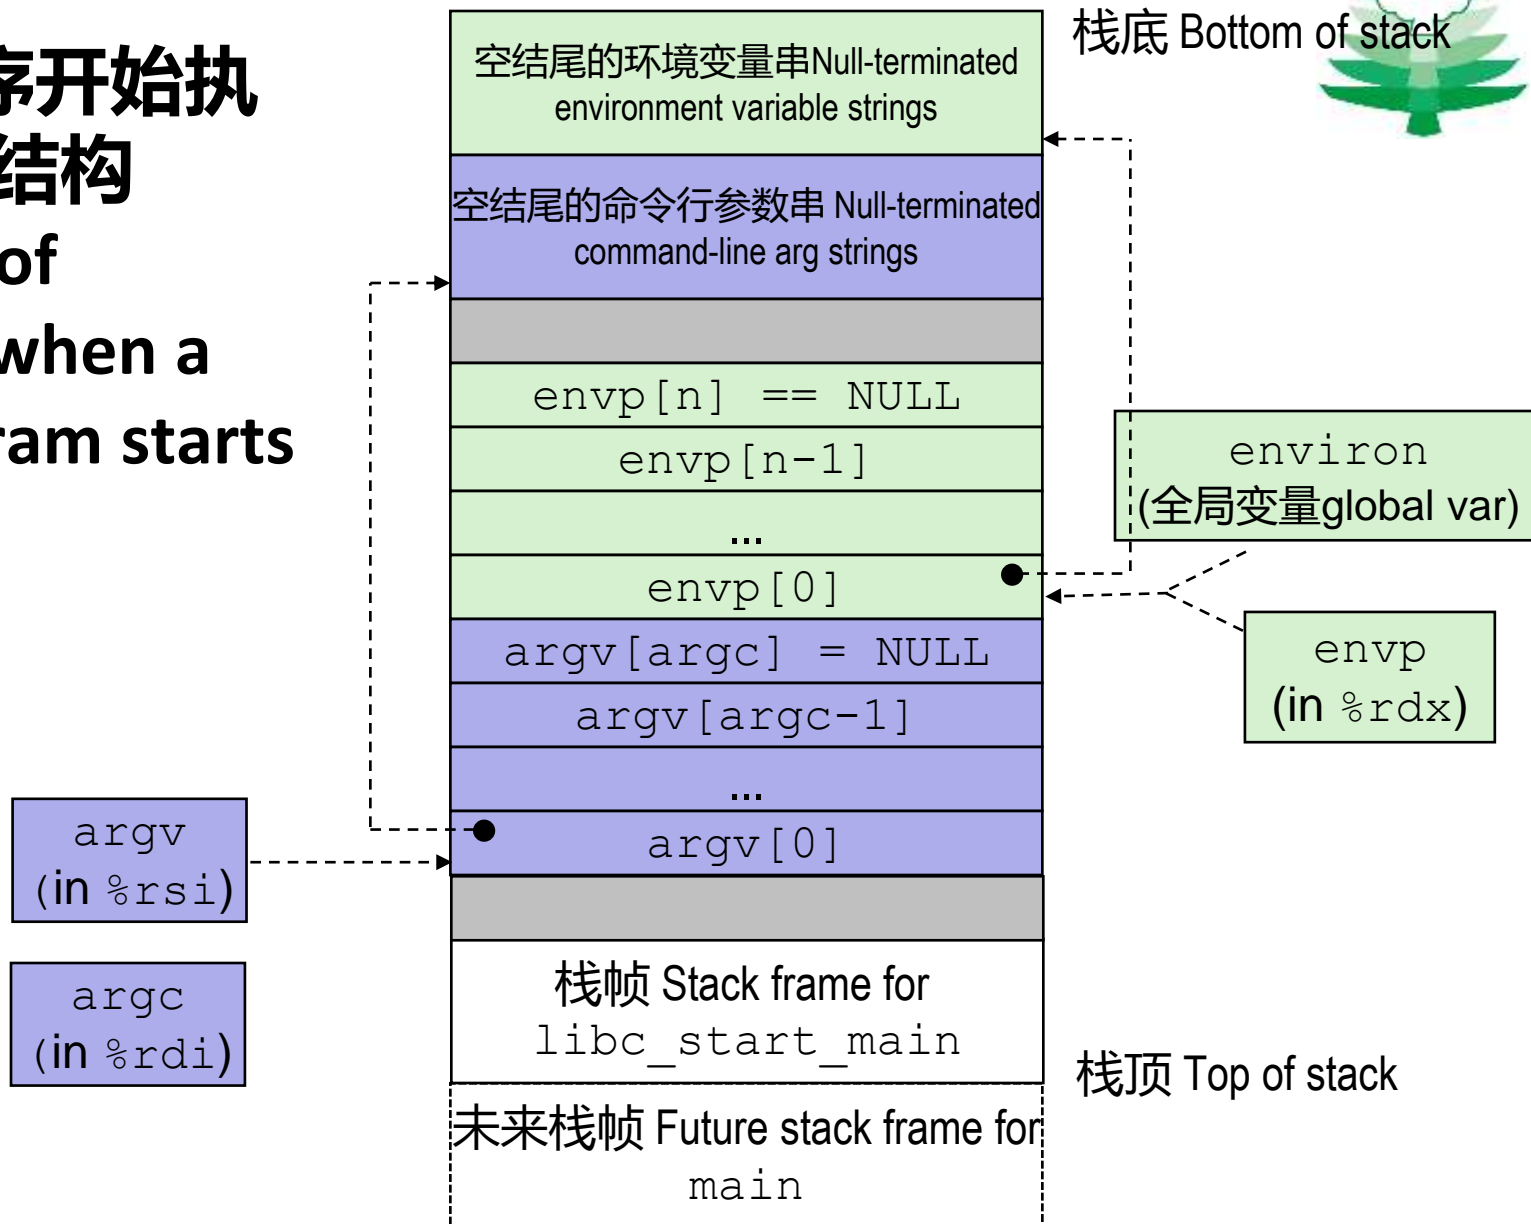 序开始执
结构
of
when a
ram starts
栈底 Bottom of stack
空结尾的环境变量串Null-terminated
environment variable strings
空结尾的命令行参数串 Null-terminated
command-line arg strings
envp[n] == NULL
envp[n-1]
...
envp[0]
argv[argc] = NULL
argv[argc-1]
...
argv[0]
environ
(全局变量global var)
envp
(in %rdx)
argv
(in %rsi)
argc
(in %rdi)
栈帧 Stack frame for
libc_start_main
栈顶 Top of stack
未来栈帧 Future stack frame for
main